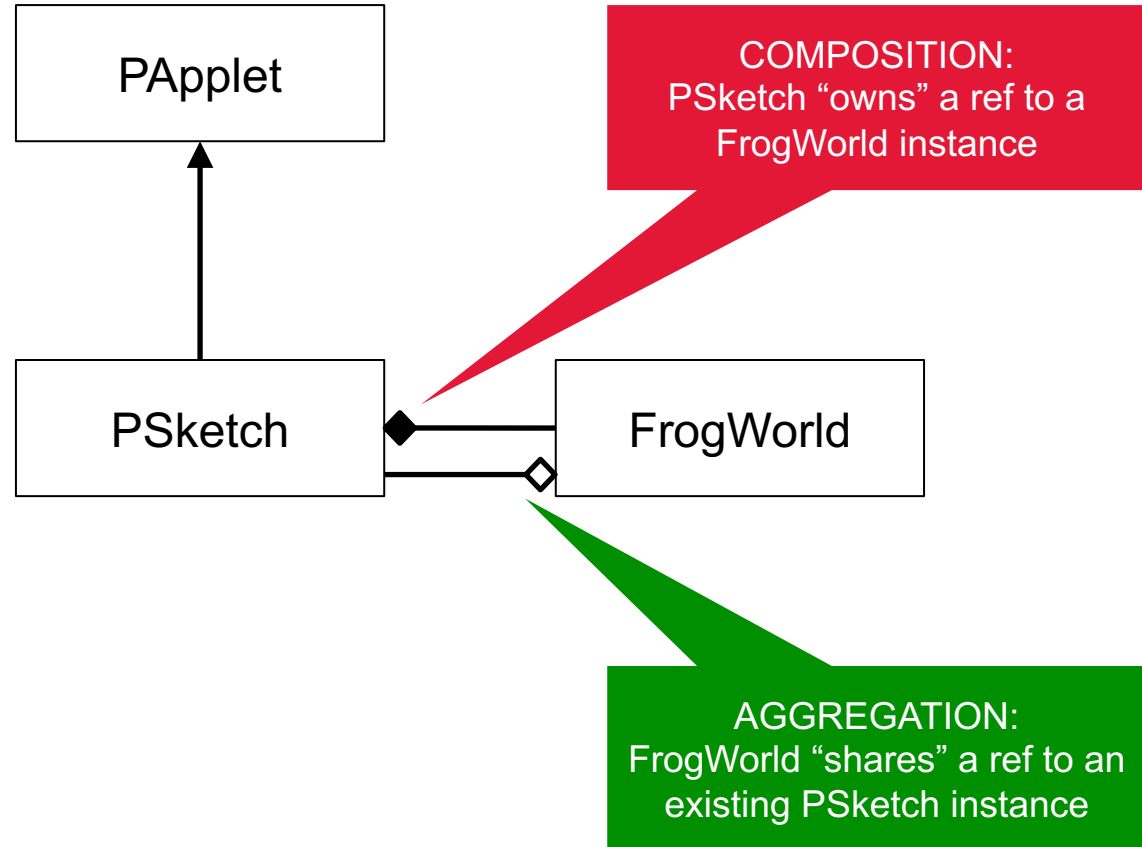 PApplet
COMPOSITION:
PSketch “owns” a ref to a
FrogWorld instance
PSketch
FrogWorld
AGGREGATION:
FrogWorld “shares” a ref to an
existing PSketch instance